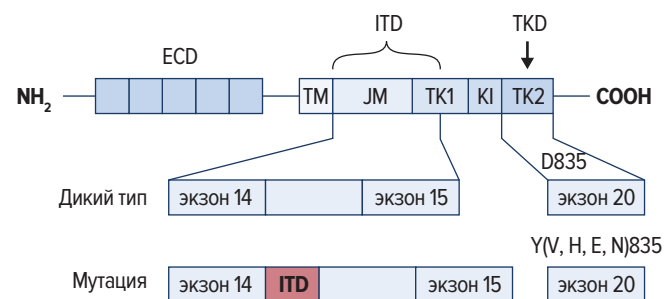 ITD TKD
ECD
NH₂ TM JM TK1 KI TK2 COOH
D835
Дикий тип экзон 14 экзон 15 экзон 20
Y(V, H, E, N)835
Мутация экзон 14 ITD экзон 15 экзон 20